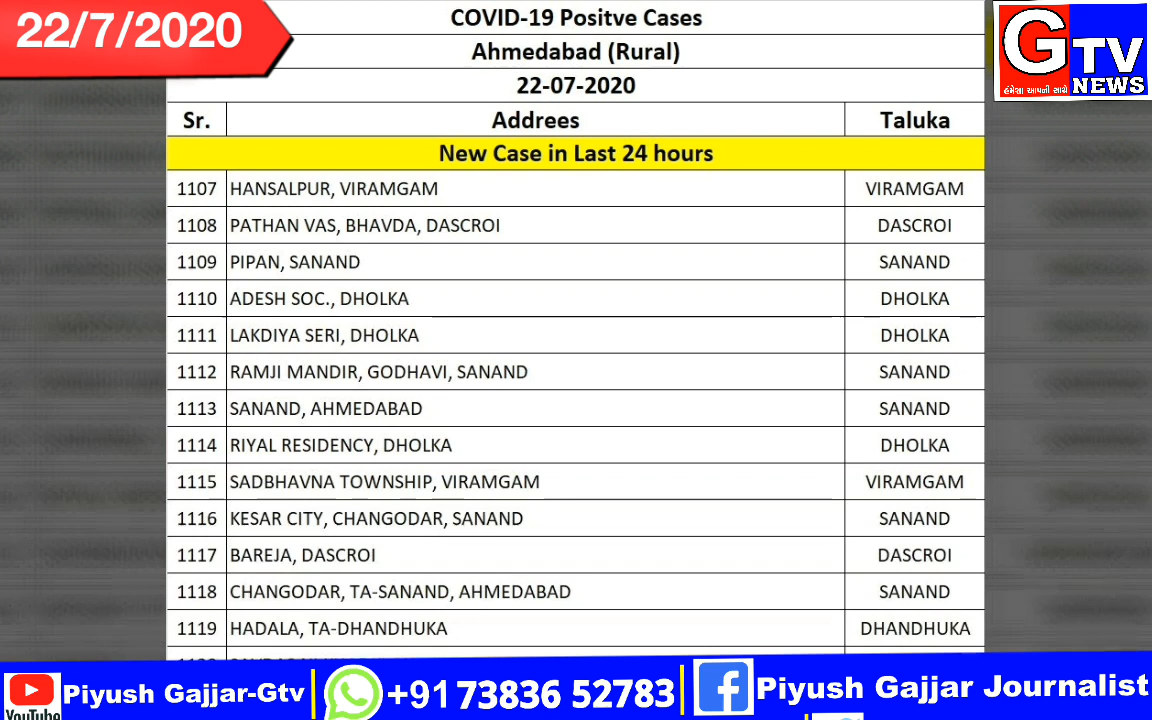 22/7/2020
COVID-19 Positve Cases
Ahmedabad (Rural)
22-07-2020
GTV
NEWS
હંમેશા આપની સાથે
Sr. Addrees Taluka
New Case in Last 24 hours
1107 HANSALPUR, VIRAMGAM VIRAMGAM
1108 PATHAN VAS, BHAVDA, DASCROI DASCROI
1109 PIPAN, SANAND SANAND
1110 ADESH SOC., DHOLKA DHOLKA
1111 LAKDIYA SERI, DHOLKA DHOLKA
1112 RAMJI MANDIR, GODHAVI, SANAND SANAND
1113 SANAND, AHMEDABAD SANAND
1114 RIYAL RESIDENCY, DHOLKA DHOLKA
1115 SADBHAVNA TOWNSHIP, VIRAMGAM VIRAMGAM
1116 KESAR CITY, CHANGODAR, SANAND SANAND
1117 BAREJA, DASCROI DASCROI
1118 CHANGODAR, TA-SANAND, AHMEDABAD SANAND
1119 HADALA, TA-DHANDHUKA DHANDHUKA
YouTube Piyush Gajjar-Gtv +91 73836 52783 Piyush Gajjar Journalist